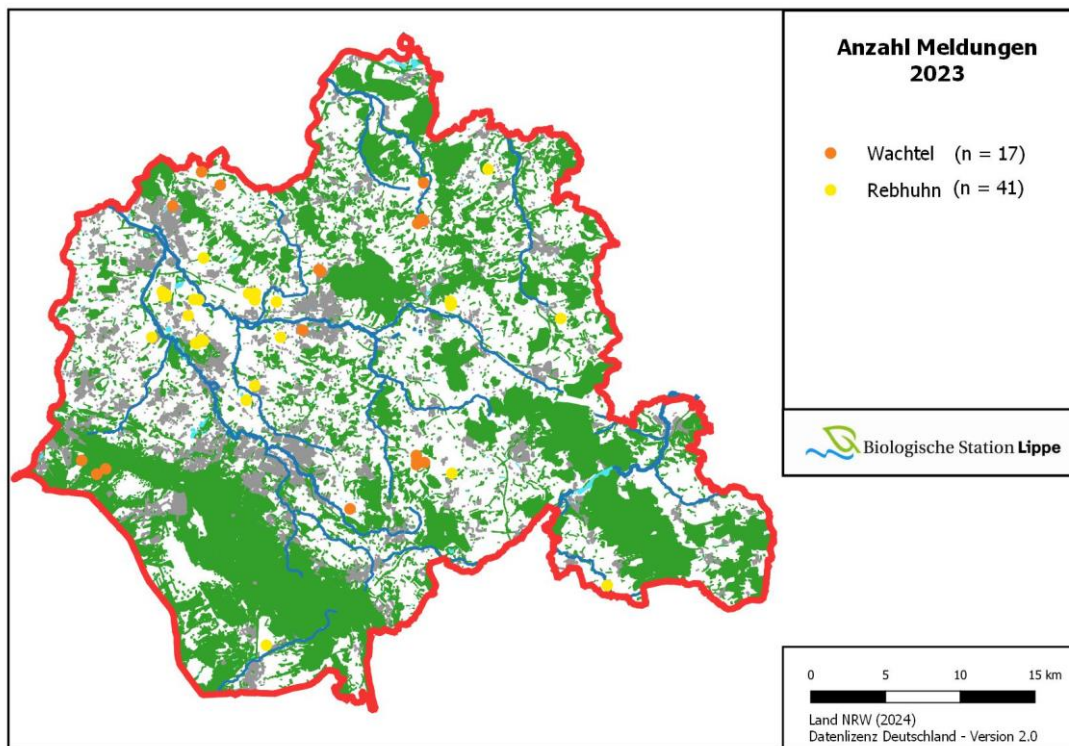 Anzahl Meldungen
2023
Wachtel (n = 17)
Rebhuhn (n = 41)
Biologische Station Lippe
0 5 10 15 km
Land NRW (2024)
Datenlizenz Deutschland - Version 2.0